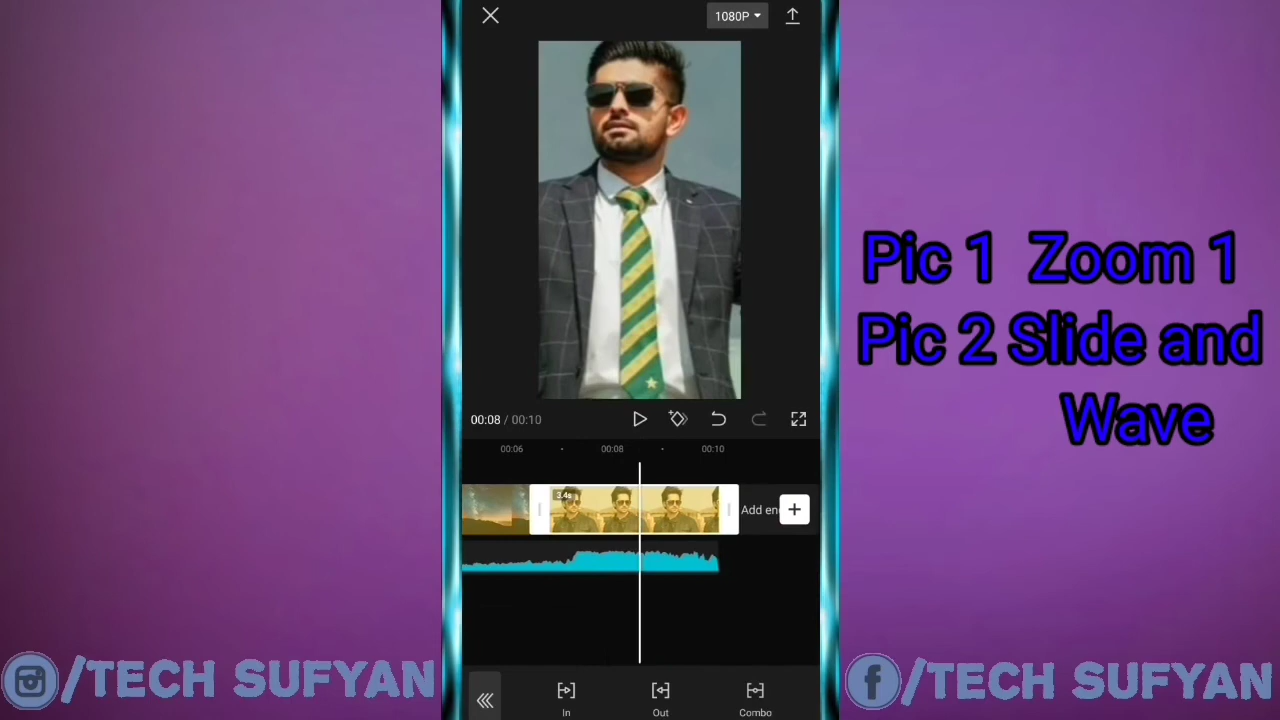 1080P
00:08 / 00:10
00:06
00:08
00:10
3.4s
Add en
In
Out
Combo
Pic 1 Zoom 1
Pic 2 Slide and
Wave
/TECH SUFYAN
/TECH SUFYAN